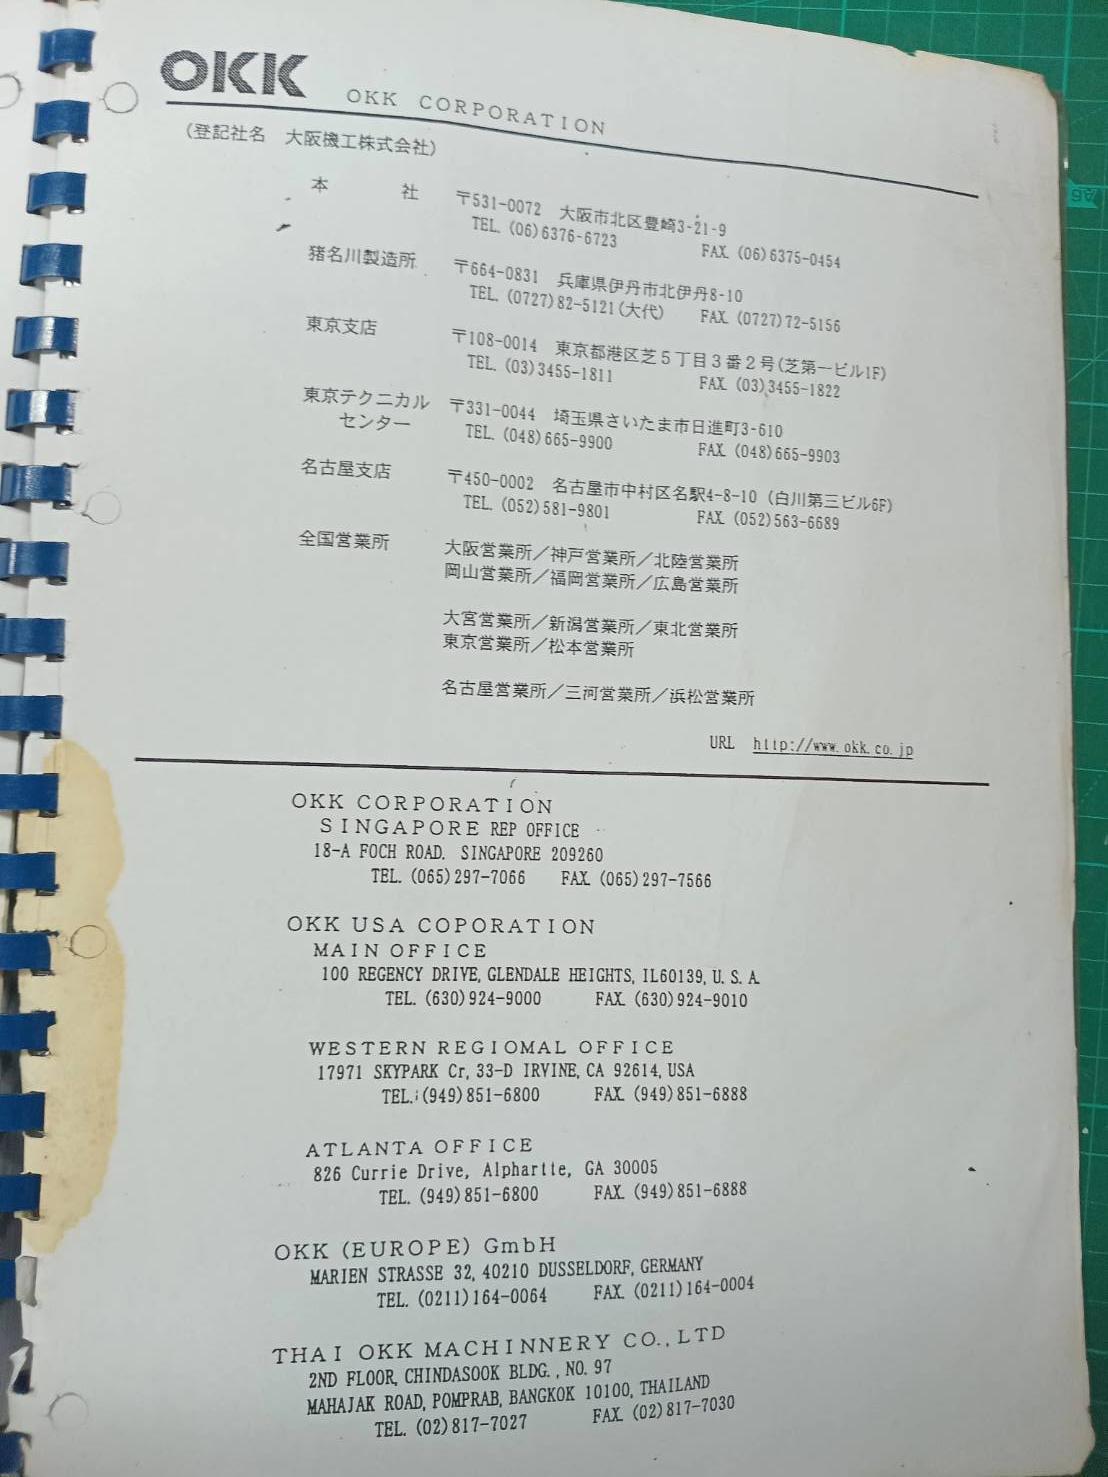 OKK OKK CORPORATION
(登記社名　大阪機工株式会社)
本　社　〒531-0072　大阪市北区豊崎3-21-9
TEL. (06)6376-6723　FAX. (06)6375-0454
猪名川製造所　〒664-0831　兵庫県伊丹市北伊丹8-10
TEL. (0727)82-5121(大代)　FAX. (0727)72-5156
東京支店　〒108-0014　東京都港区芝５丁目３番２号(芝第一ビル1F)
TEL. (03)3455-1811　FAX. (03)3455-1822
東京テクニカル　〒331-0044　埼玉県さいたま市日進町3-610
センター　TEL. (048)665-9900　FAX. (048)665-9903
名古屋支店　〒450-0002　名古屋市中村区名駅4-8-10（白川第三ビル6F）
TEL. (052)581-9801　FAX. (052)563-6689
全国営業所　大阪営業所／神戸営業所／北陸営業所
岡山営業所／福岡営業所／広島営業所
大宮営業所／新潟営業所／東北営業所
東京営業所／松本営業所
名古屋営業所／三河営業所／浜松営業所
URL http://www.okk.co.jp
OKK CORPORATION
SINGAPORE REP OFFICE
18-A FOCH ROAD. SINGAPORE 209260
TEL. (065)297-7066 FAX. (065)297-7566
OKK USA COPORATION
MAIN OFFICE
100 REGENCY DRIVE, GLENDALE HEIGHTS, IL60139, U. S. A.
TEL. (630)924-9000 FAX. (630)924-9010
WESTERN REGIOMAL OFFICE
17971 SKYPARK Cr, 33-D IRVINE, CA 92614, USA
TEL. (949)851-6800 FAX. (949)851-6888
ATLANTA OFFICE
826 Currie Drive, Alphartte, GA 30005
TEL. (949)851-6800 FAX. (949)851-6888
OKK (EUROPE) GmbH
MARIEN STRASSE 32, 40210 DUSSELDORF, GERMANY
TEL. (0211)164-0064 FAX. (0211)164-0004
THAI OKK MACHINNERY CO., LTD
2ND FLOOR, CHINDASOOK BLDG. , NO. 97
MAHAJAK ROAD, POMPRAB, BANGKOK 10100, THAILAND
TEL. (02)817-7027 FAX. (02)817-7030
A6